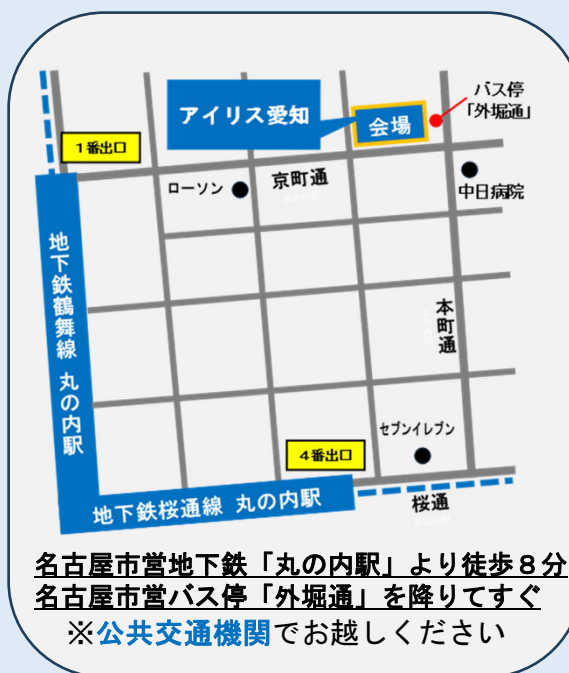 バス停
「外堀通」
アイリス愛知
会場
1番出口
ローソン
京町通
中日病院
地下鉄鶴舞線 丸の内駅
本町通
セブンイレブン
4番出口
地下鉄桜通線 丸の内駅
桜通
名古屋市営地下鉄「丸の内駅」より徒歩８分
名古屋市営バス停「外堀通」を降りてすぐ
※公共交通機関でお越しください